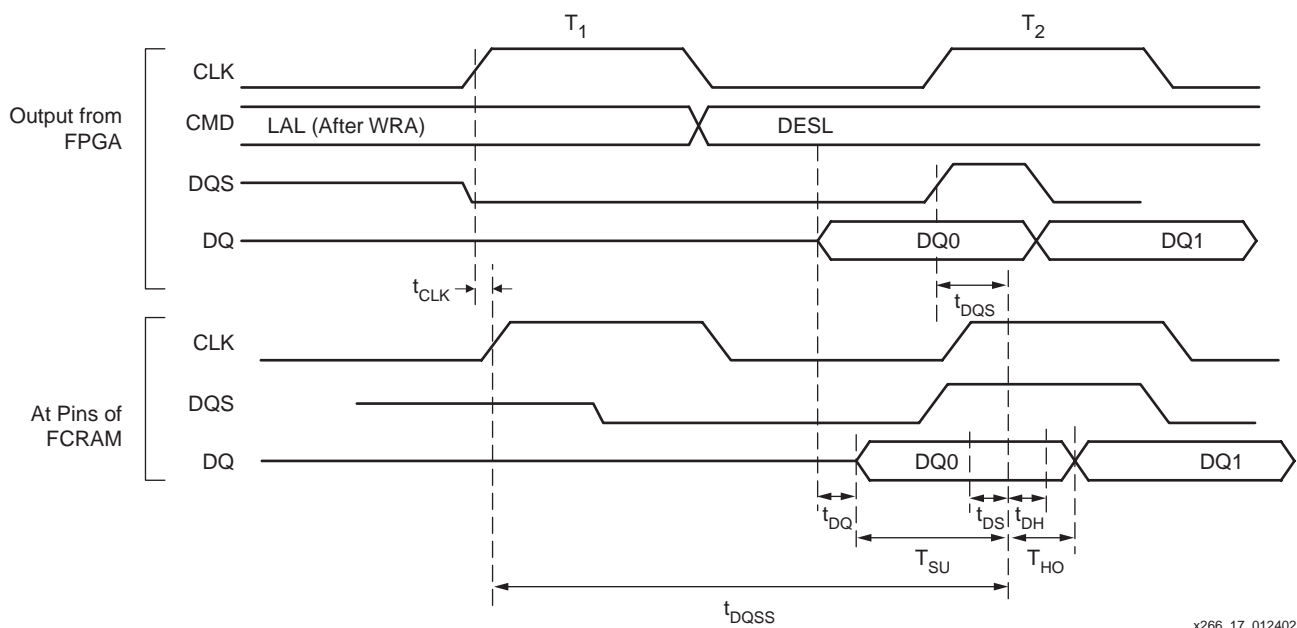 T1 T2
Output from
FPGA
CLK
CMD LAL (After WRA) DESL
DQS
DQ DQ0 DQ1
tCLK tDQS
At Pins of
FCRAM
CLK
DQS
DQ DQ0 DQ1
tDQ tDS tDH
TSU THO
tDQSS
x266_17_012402